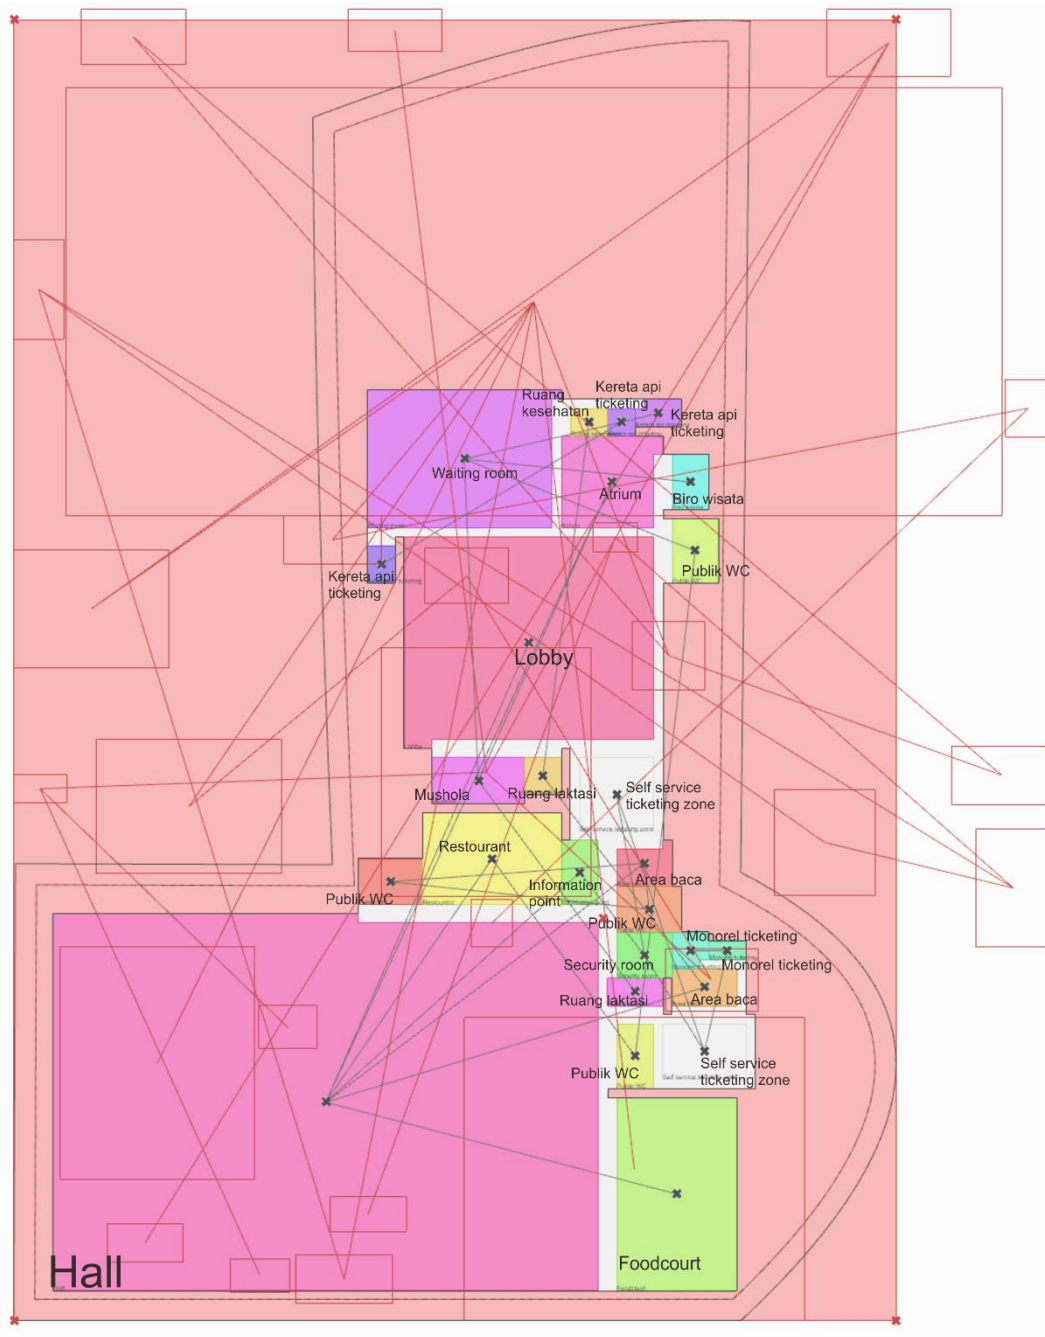 Ruang
kesehatan
Kereta api
ticketing
Kereta api
ticketing
Waiting room
Atrium
Biro wisata
Kereta api
ticketing
Publik WC
Lobby
Mushola
Ruang laktasi
Self service
ticketing zone
Restourant
Publik WC
Information
point
Area baca
Publik WC
Monorel ticketing
Security room
Monorel ticketing
Ruang laktasi
Area baca
Publik WC
Self service
ticketing zone
Hall
Foodcourt